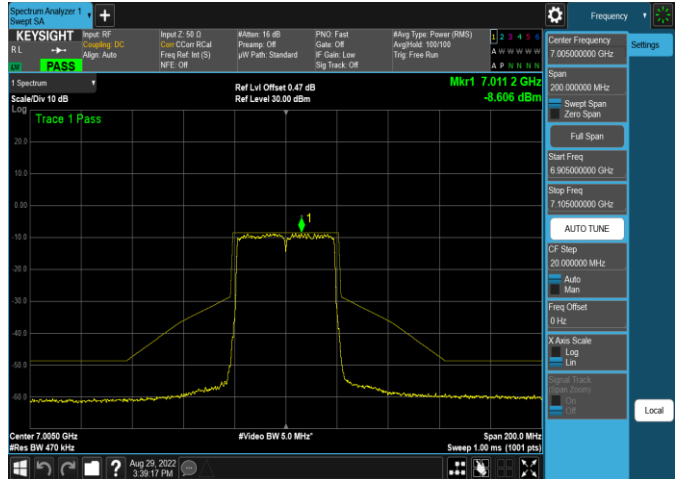 Spectrum Analyzer 1
Swept SA
Frequency
KEYSIGHT
RL
PASS
Input: RF
Coupling: DC
Align: Auto
Input Z: 50 Ω
Corr CCorr RCal
Freq Ref: Int (S)
NFE: Off
#Atten: 16 dB
Preamp: Off
µW Path: Standard
PNO: Fast
Gate: Off
IF Gain: Low
Sig Track: Off
#Avg Type: Power (RMS)
Avg|Hold: 100/100
Trig: Free Run
1 2 3 4 5 6
A W W W W W
A P N N N N
1 Spectrum
Scale/Div 10 dB
Log
Ref Lvl Offset 0.47 dB
Ref Level 30.00 dBm
Mkr1 7.011 2 GHz
-8.606 dBm
Trace 1 Pass
20.0
10.0
0.00
-10.0
-20.0
-30.0
-40.0
-50.0
-60.0
1
Center 7.0050 GHz
#Res BW 470 kHz
#Video BW 5.0 MHz*
Span 200.0 MHz
Sweep 1.00 ms (1001 pts)
Aug 29, 2022
3:39:17 PM
Center Frequency
7.005000000 GHz
Span
200.000000 MHz
Swept Span
Zero Span
Full Span
Start Freq
6.905000000 GHz
Stop Freq
7.105000000 GHz
AUTO TUNE
CF Step
20.000000 MHz
Auto
Man
Freq Offset
0 Hz
X Axis Scale
Log
Lin
Signal Track
(Span Zoom)
On
Off
Settings
Local